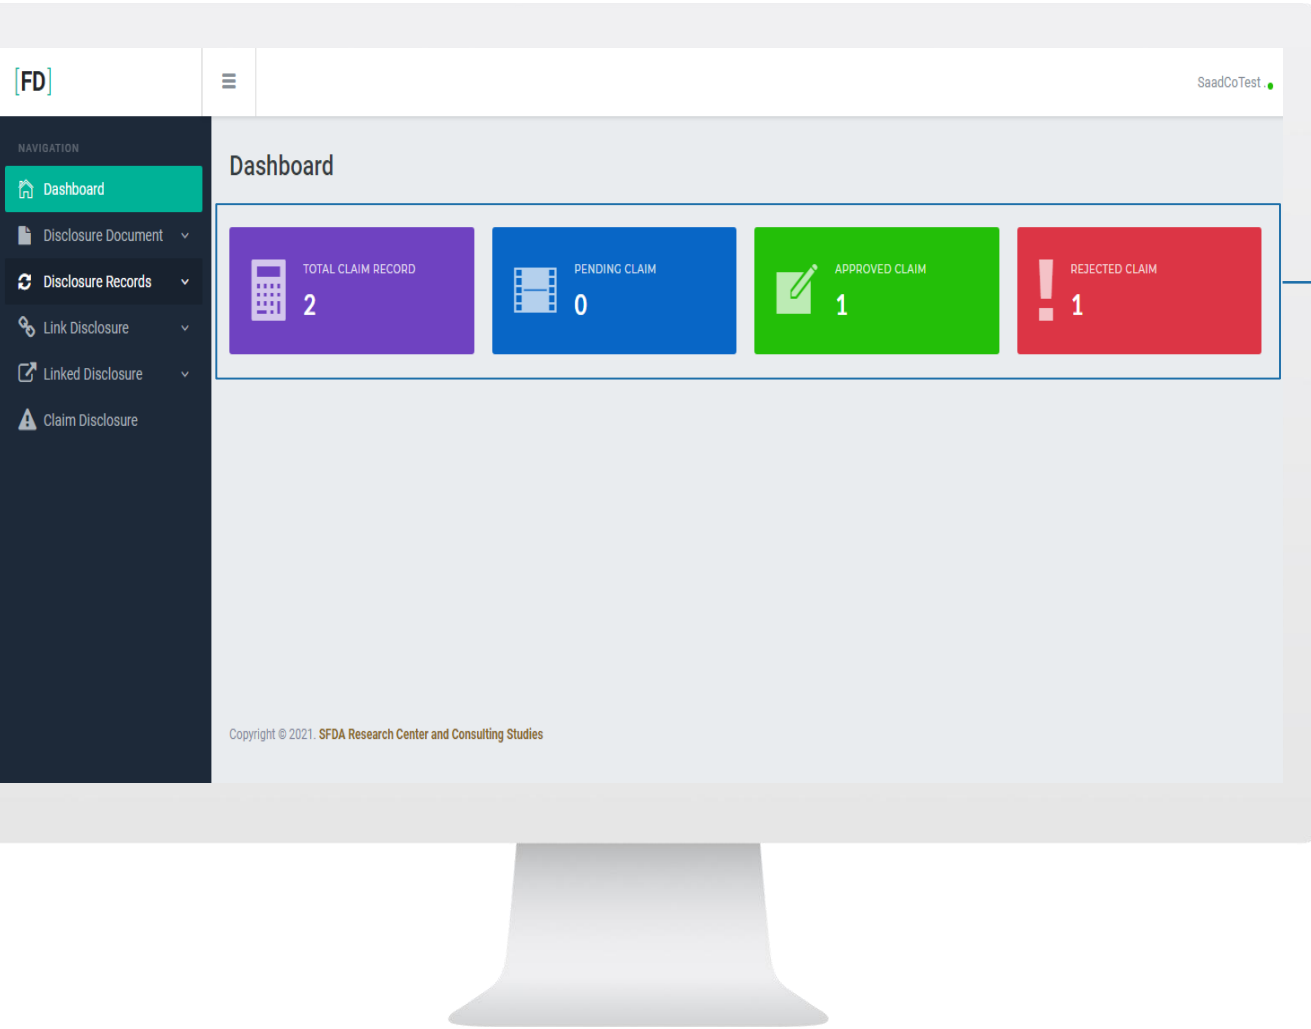 [FD]
SaadCoTest .
NAVIGATION
Dashboard
Disclosure Document
Disclosure Records
Link Disclosure
Linked Disclosure
Claim Disclosure
Dashboard
TOTAL CLAIM RECORD
2
PENDING CLAIM
0
APPROVED CLAIM
1
REJECTED CLAIM
1
Copyright © 2021. SFDA Research Center and Consulting Studies